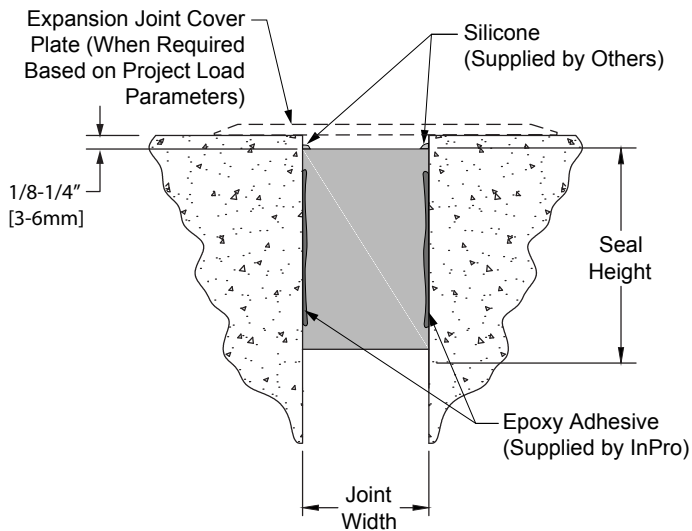 Expansion Joint Cover
Plate (When Required
Based on Project Load
Parameters)
Silicone
(Supplied by Others)
1/8-1/4"
[3-6mm]
Seal
Height
Epoxy Adhesive
(Supplied by InPro)
Joint
Width